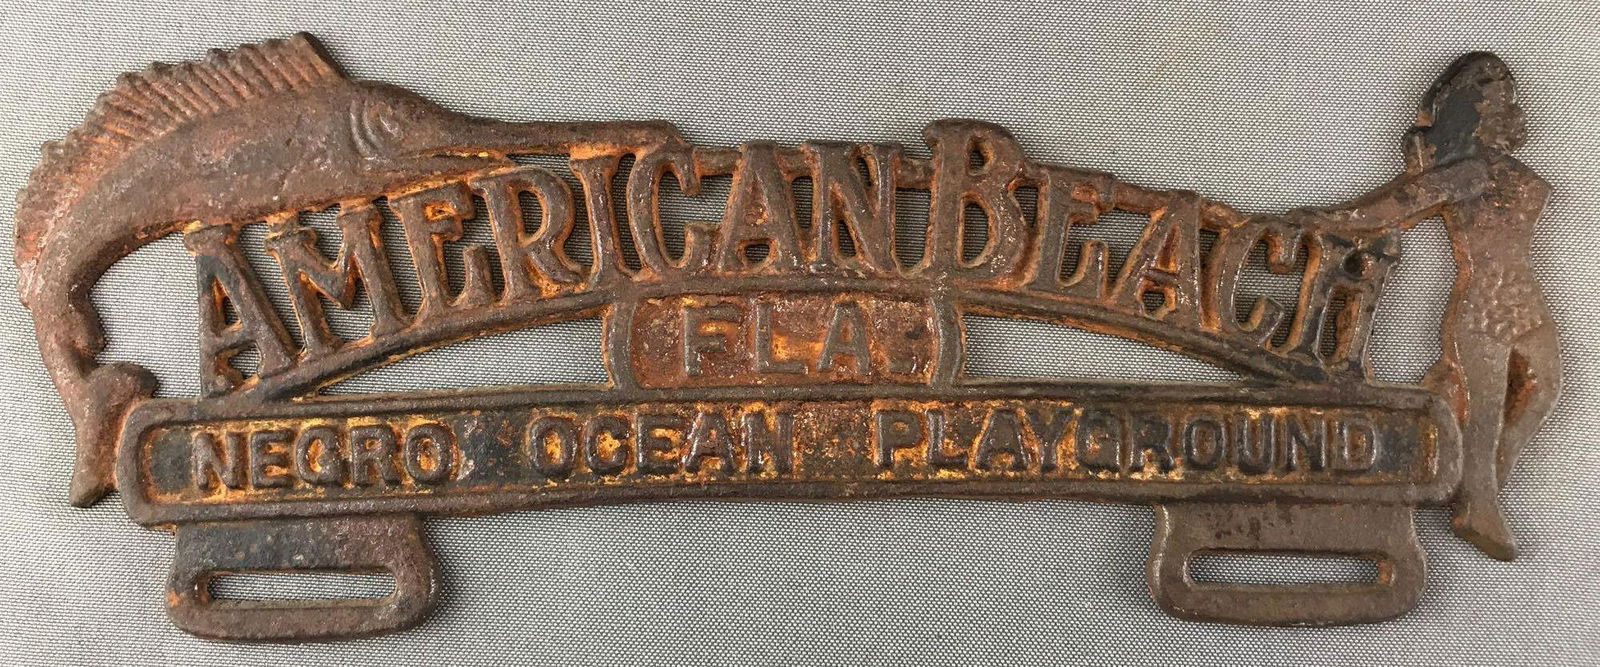 AMERICAN BEACH
FLA.
NEGRO OCEAN PLAYGROUND